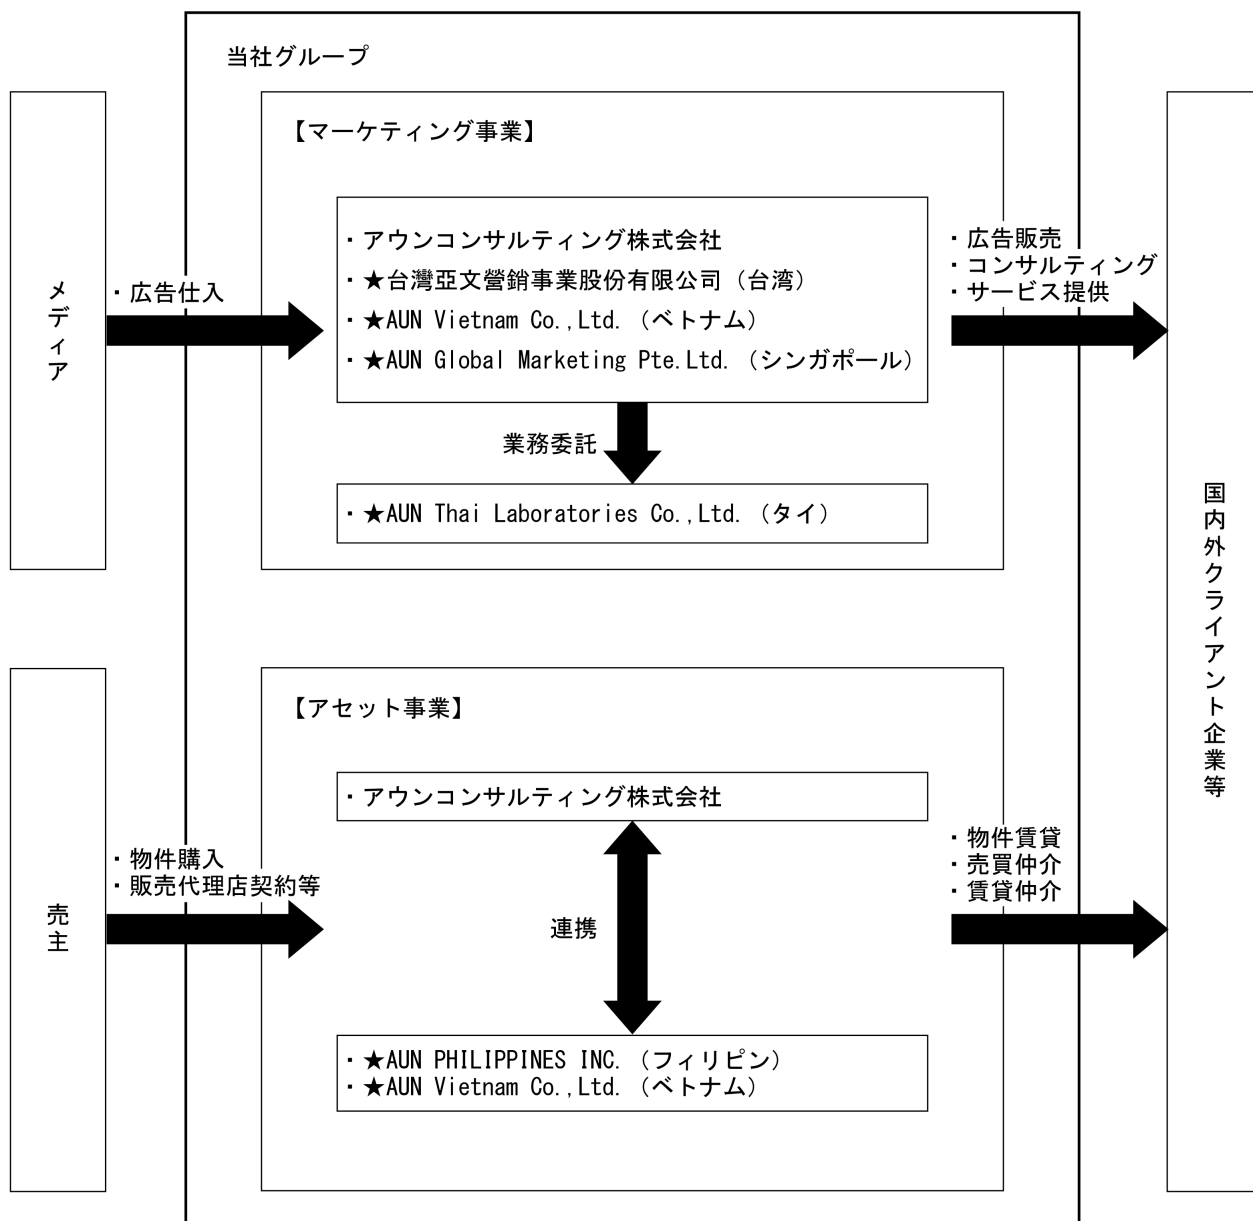 当社グループ
【マーケティング事業】
メディア
・広告仕入
・アウンコンサルティング株式会社
・★台灣亞文營銷事業股份有限公司（台湾）
・★AUN Vietnam Co.,Ltd.（ベトナム）
・★AUN Global Marketing Pte.Ltd.（シンガポール）
・広告販売
・コンサルティング
・サービス提供
業務委託
・★AUN Thai Laboratories Co.,Ltd.（タイ）
国内外クライアント企業等
【アセット事業】
売主
・物件購入
・販売代理店契約等
・アウンコンサルティング株式会社
連携
・★AUN PHILIPPINES INC.（フィリピン）
・★AUN Vietnam Co.,Ltd.（ベトナム）
・物件賃貸
・売買仲介
・賃貸仲介